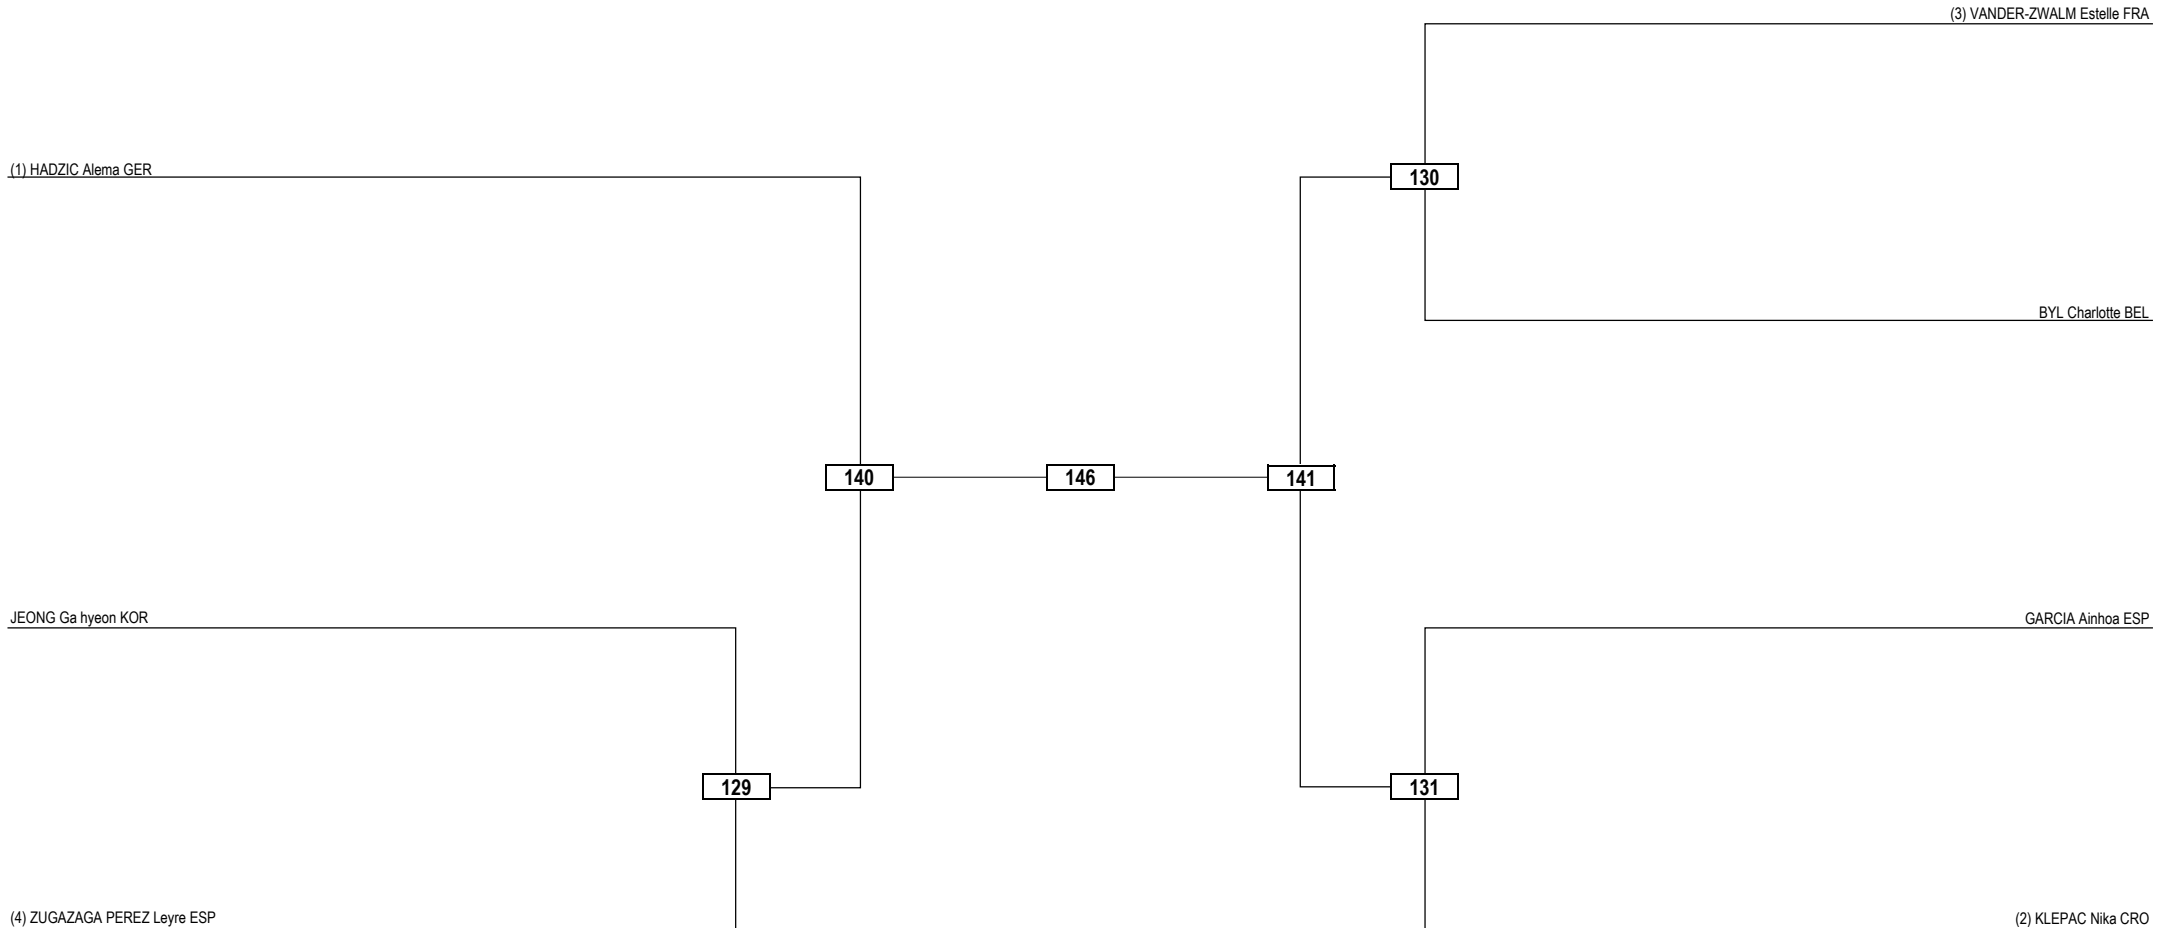 (3) VANDER-ZWALM Estelle FRA
(1) HADZIC Alema GER
130
BYL Charlotte BEL
140
146
141
JEONG Ga hyeon KOR
GARCIA Ainhoa ESP
129
131
(4) ZUGAZAGA PEREZ Leyre ESP
(2) KLEPAC Nika CRO